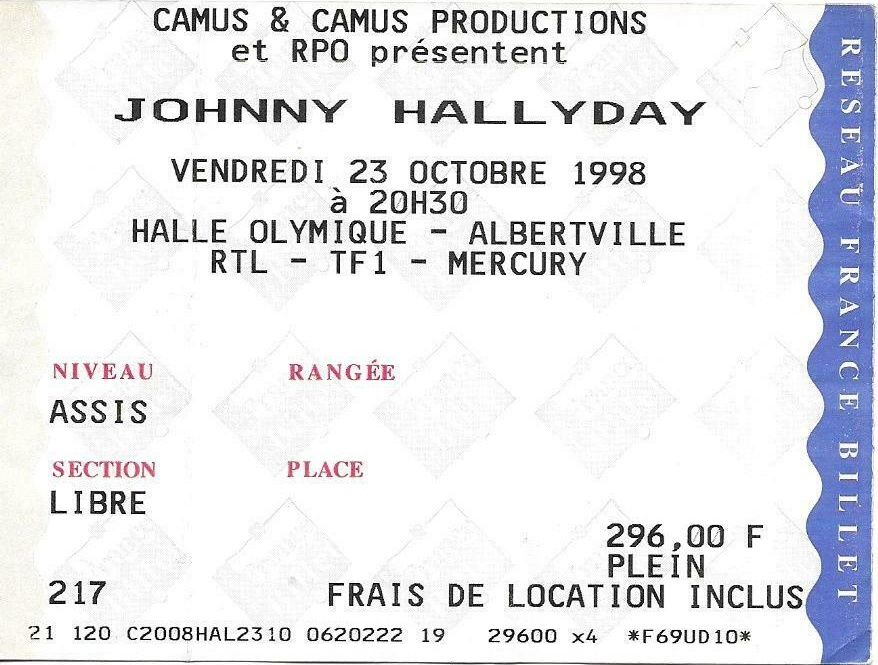 CAMUS & CAMUS PRODUCTIONS
et RPO présentent
JOHNNY HALLYDAY
VENDREDI 23 OCTOBRE 1998
à 20H30
HALLE OLYMIQUE - ALBERTVILLE
RTL - TF1 - MERCURY
NIVEAU RANGÉE
ASSIS
SECTION PLACE
LIBRE
296,00 F
PLEIN
217 FRAIS DE LOCATION INCLUS
21 120 C2008HAL2310 0620222 19 29600 x4 *F69UD10*
RESEAU FRANCE BILLET